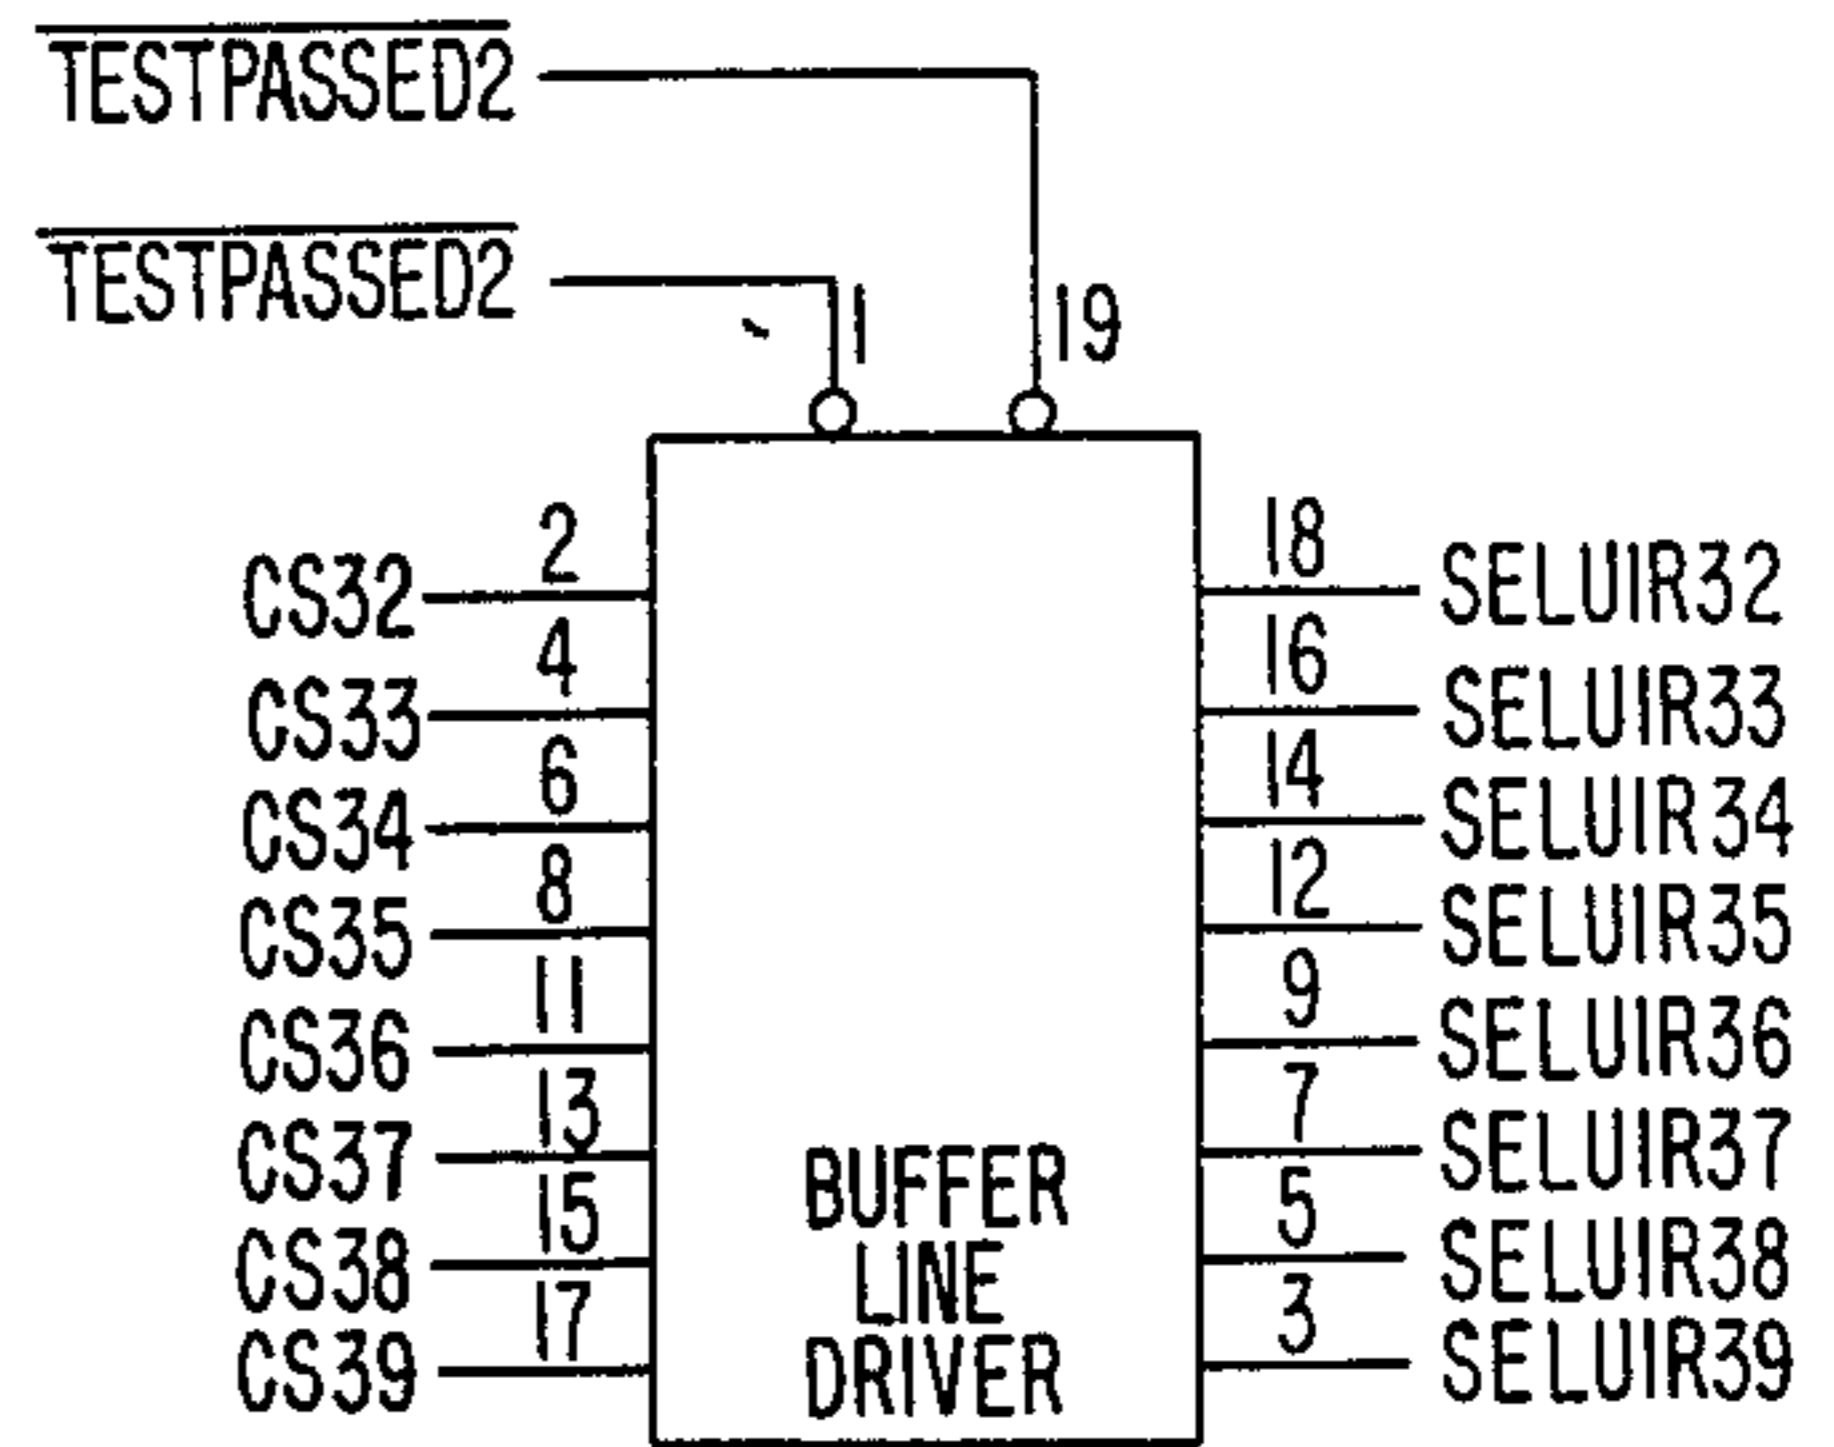 TESTPASSED2
TESTPASSED2
1
19
2
18
CS32
SELUIR32
4
16
CS33
SELUIR33
6
14
CS34
SELUIR34
8
12
CS35
SELUIR35
11
9
CS36
SELUIR36
13
7
CS37
SELUIR37
15
5
CS38
SELUIR38
17
3
CS39
SELUIR39
BUFFER
LINE
DRIVER